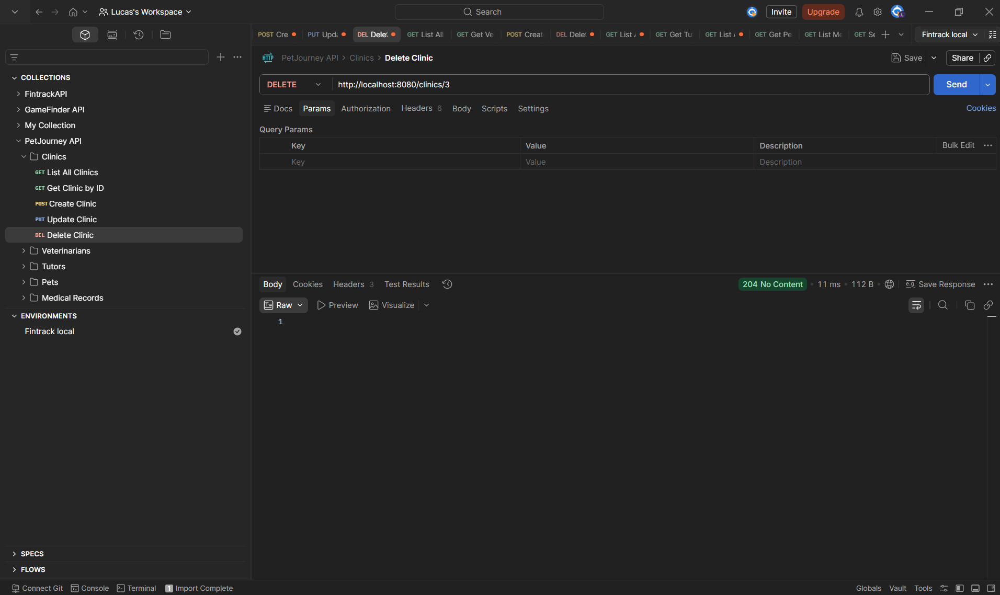 Lucas's Workspace
Search
Invite
Upgrade
POST Cre
PUT Upda
DEL Delet
GET List All
GET Get Ve
POST Creat
DEL Delet
GET List A
GET Get Tu
GET List A
GET Get Pe
GET List Me
GET Se
Fintrack local
HTTP PetJourney API > Clinics > Delete Clinic
Save
Share
COLLECTIONS
FintrackAPI
GameFinder API
My Collection
PetJourney API
Clinics
GET List All Clinics
GET Get Clinic by ID
POST Create Clinic
PUT Update Clinic
DEL Delete Clinic
Veterinarians
Tutors
Pets
Medical Records
ENVIRONMENTS
Fintrack local
SPECS
FLOWS
DELETE
http://localhost:8080/clinics/3
Send
Docs
Params
Authorization
Headers 6
Body
Scripts
Settings
Cookies
Query Params
Key
Value
Description
Bulk Edit
Key
Value
Description
Body
Cookies
Headers 3
Test Results
204 No Content
11 ms
112 B
e.g. Save Response
Raw
Preview
Visualize
1
Connect Git
Console
Terminal
1 Import Complete
Globals
Vault
Tools